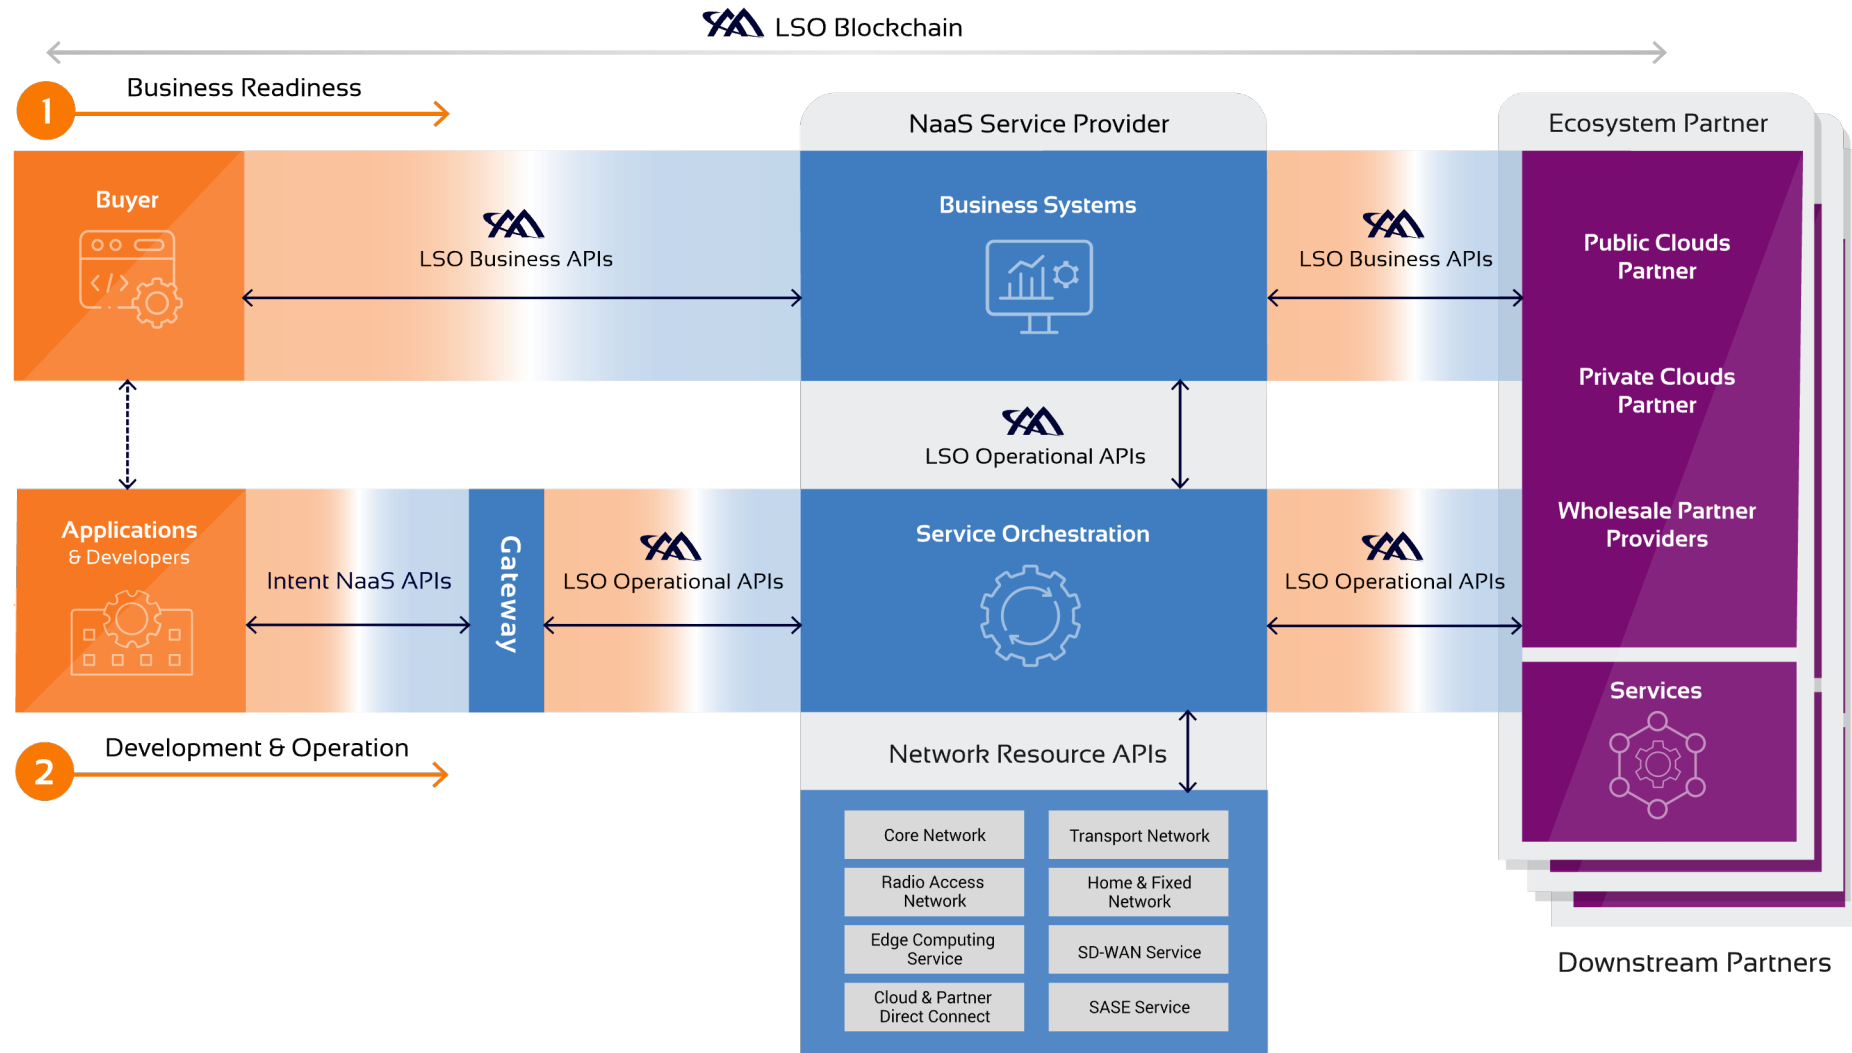 LSO Blockchain
1
Business Readiness
NaaS Service Provider
Ecosystem Partner
Buyer
LSO Business APIs
Business Systems
LSO Business APIs
Public Clouds
Partner
Private Clouds
Partner
Wholesale Partner
Providers
LSO Operational APIs
Applications
& Developers
Intent NaaS APIs
Gateway
LSO Operational APIs
Service Orchestration
LSO Operational APIs
Services
2
Development & Operation
Network Resource APIs
Core Network
Transport Network
Radio Access
Network
Home & Fixed
Network
Edge Computing
Service
SD-WAN Service
Cloud & Partner
Direct Connect
SASE Service
Downstream Partners